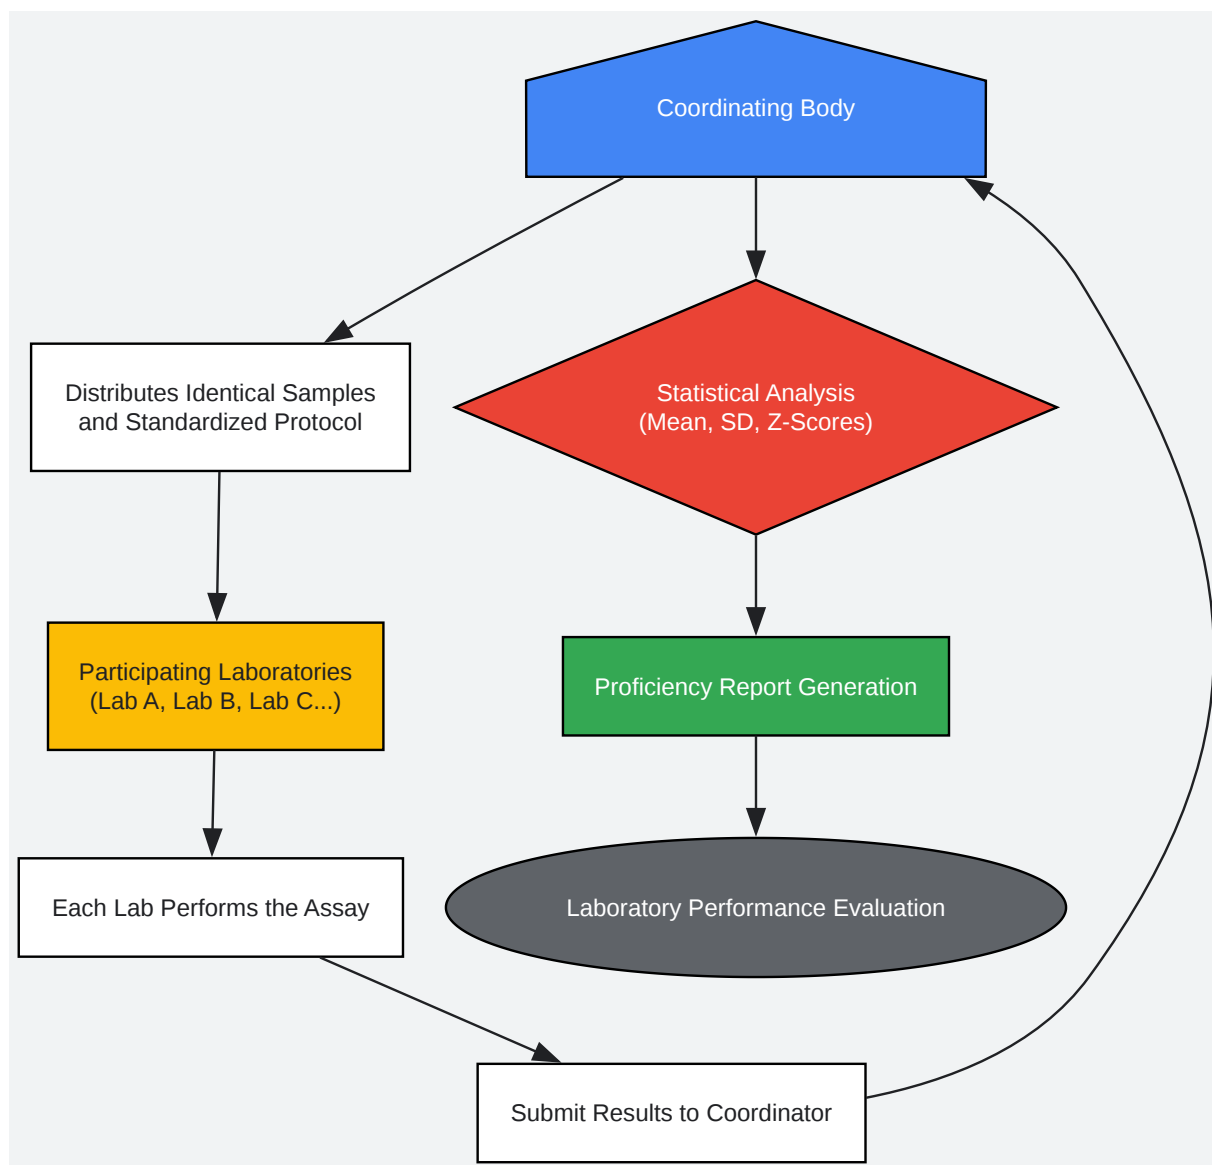 Coordinating Body
Distributes Identical Samples
and Standardized Protocol
Statistical Analysis
(Mean, SD, Z-Scores)
Participating Laboratories
(Lab A, Lab B, Lab C...)
Proficiency Report Generation
Each Lab Performs the Assay
Laboratory Performance Evaluation
Submit Results to Coordinator